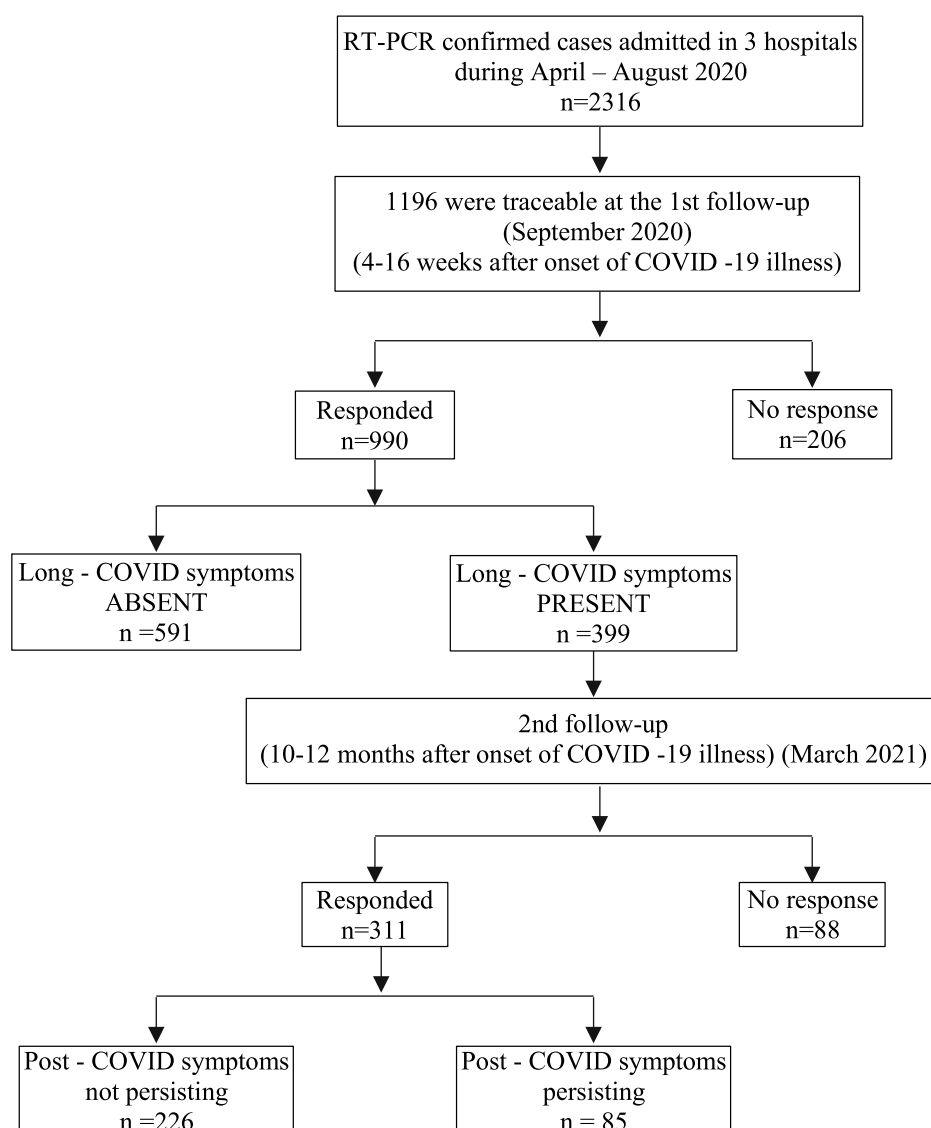 RT-PCR confirmed cases admitted in 3 hospitals
during April – August 2020
n=2316
1196 were traceable at the 1st follow-up
(September 2020)
(4-16 weeks after onset of COVID -19 illness)
Responded
n=990
No response
n=206
Long - COVID symptoms
ABSENT
n =591
Long - COVID symptoms
PRESENT
n =399
2nd follow-up
(10-12 months after onset of COVID -19 illness) (March 2021)
Responded
n=311
No response
n=88
Post - COVID symptoms
not persisting
n =226
Post - COVID symptoms
persisting
n = 85